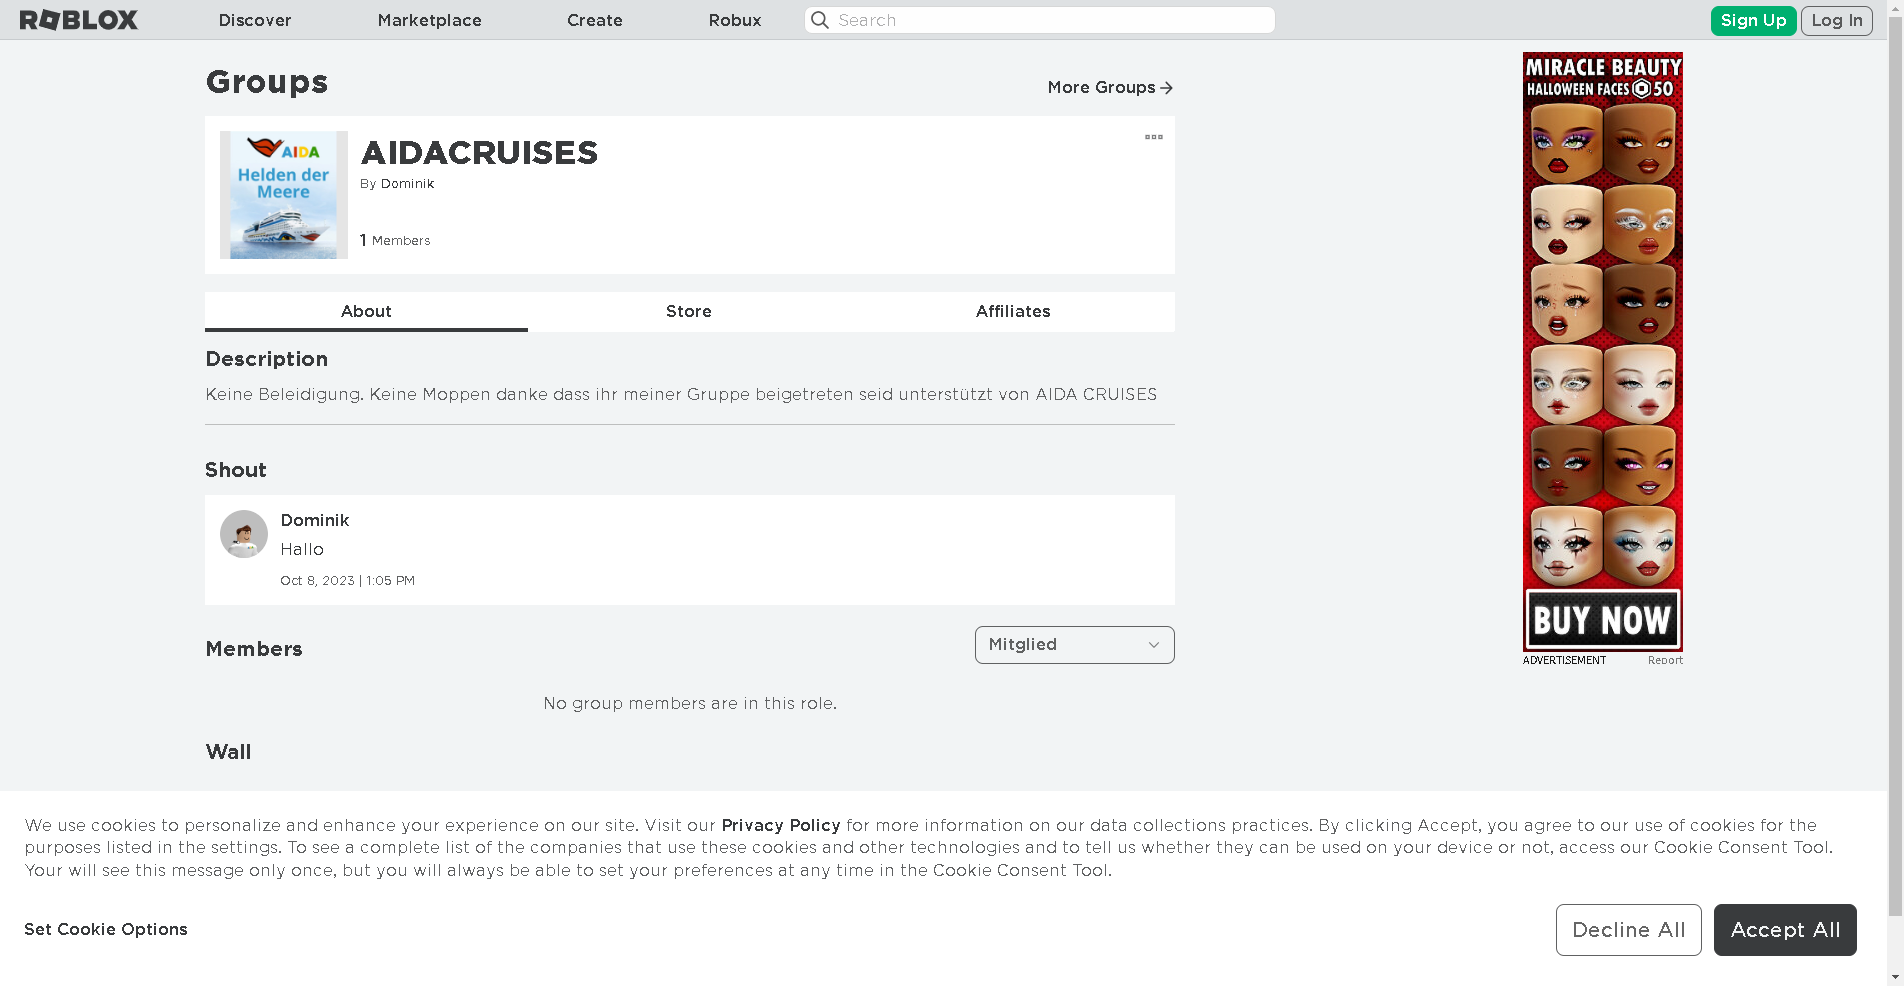 ROBLOX
Discover
Marketplace
Create
Robux
Search
Sign Up
Log In
Groups
More Groups
AIDA
Helden der
Meere
AIDACRUISES
By Dominik
1 Members
About
Store
Affiliates
Description
Keine Beleidigung. Keine Moppen danke dass ihr meiner Gruppe beigetreten seid unterstützt von AIDA CRUISES
Shout
Dominik
Hallo
Oct 8, 2023 | 1:05 PM
Members
Mitglied
No group members are in this role.
Wall
MIRACLE BEAUTY
HALLOWEEN FACES 50
BUY NOW
ADVERTISEMENT
Report
We use cookies to personalize and enhance your experience on our site. Visit our Privacy Policy for more information on our data collections practices. By clicking Accept, you agree to our use of cookies for the
purposes listed in the settings. To see a complete list of the companies that use these cookies and other technologies and to tell us whether they can be used on your device or not, access our Cookie Consent Tool.
Your will see this message only once, but you will always be able to set your preferences at any time in the Cookie Consent Tool.
Set Cookie Options
Decline All
Accept All